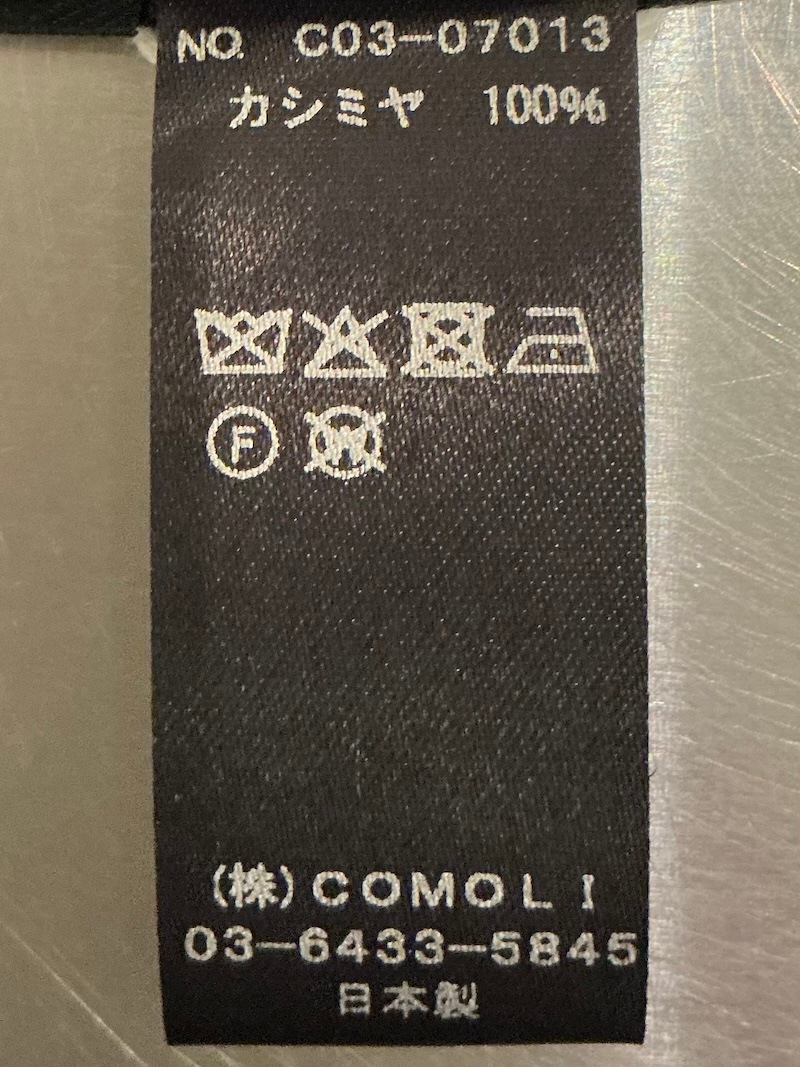 NO. C03-07013
カシミヤ 100%
F W
(株)COMOLI
03-6433-5845
日本製